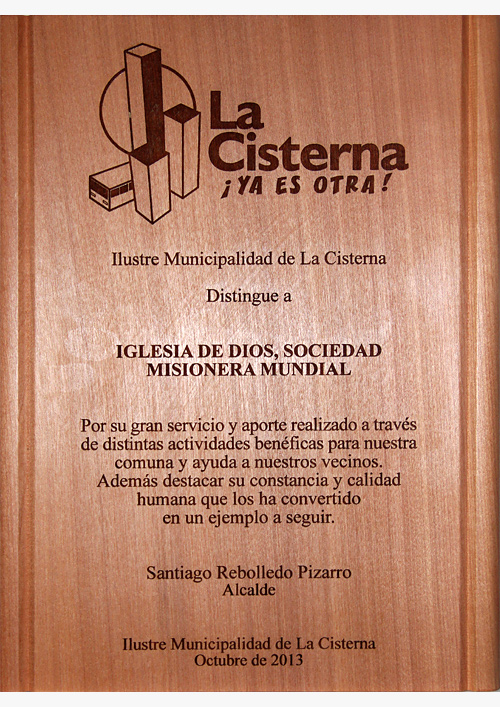 La
Cisterna
¡YA ES OTRA!
Ilustre Municipalidad de La Cisterna
Distingue a
IGLESIA DE DIOS, SOCIEDAD
MISIONERA MUNDIAL
Por su gran servicio y aporte realizado a través
de distintas actividades benéficas para nuestra
comuna y ayuda a nuestros vecinos.
Además destacar su constancia y calidad
humana que los ha convertido
en un ejemplo a seguir.
Santiago Rebolledo Pizarro
Alcalde
Ilustre Municipalidad de La Cisterna
Octubre de 2013